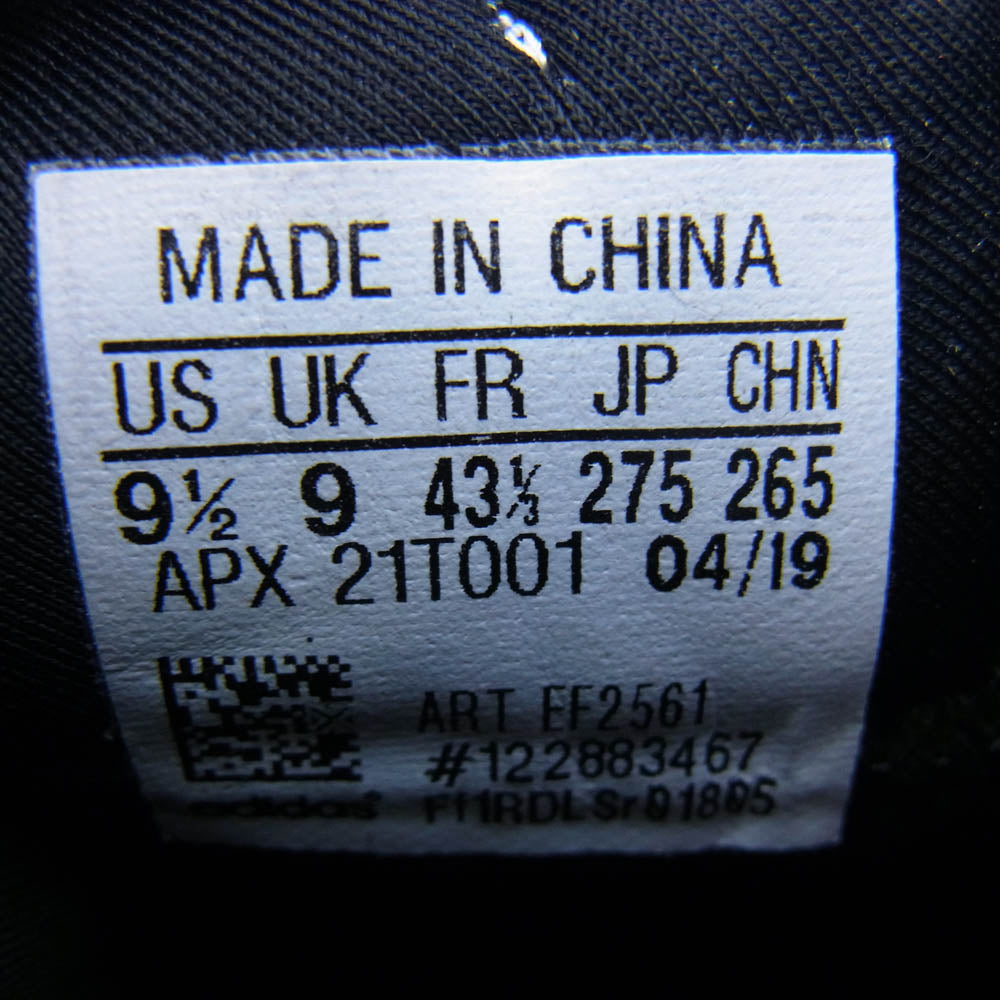 MADE IN CHINA
US UK FR JP CHN
9½ 9 43⅓ 275 265
APX 21T001 04/19
ART EF2561
#122883467
adidas